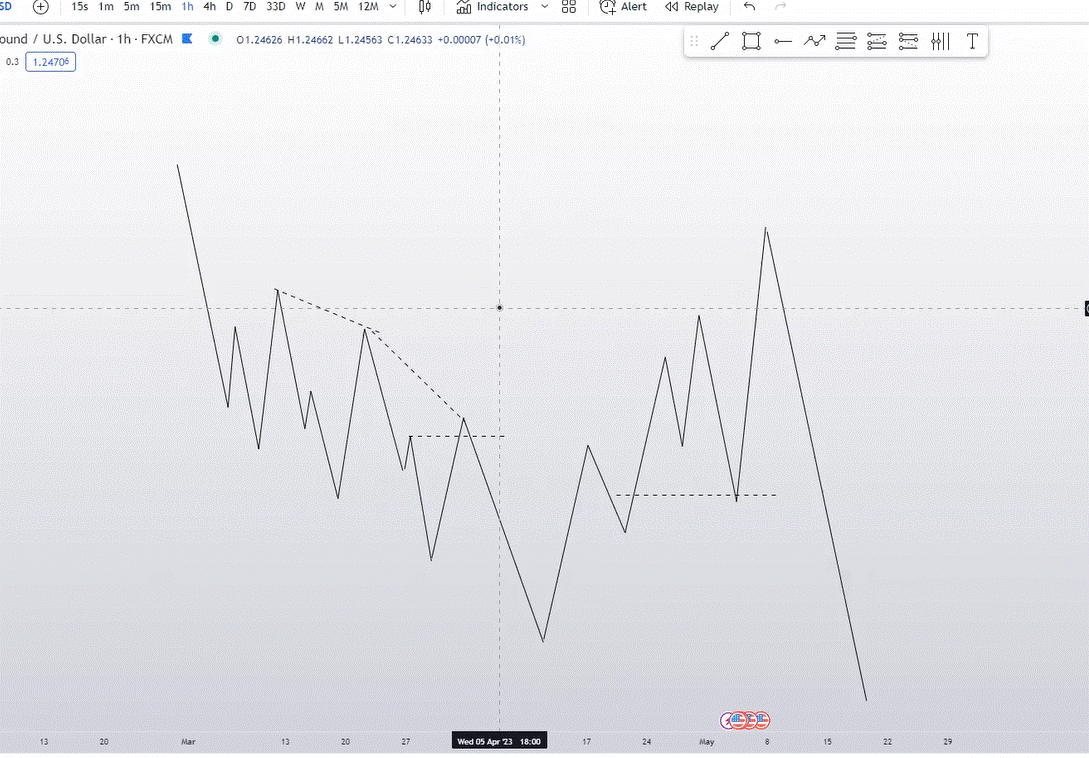 SD 15s 1m 5m 15m 1h 4h D 7D 33D W M 5M 12M Indicators Alert Replay
ound / U.S. Dollar · 1h · FXCM O1.24626 H1.24662 L1.24563 C1.24633 +0.00007 (+0.01%)
0.3 1.24706
T
13 20 Mar 13 20 27 Wed 05 Apr '23 18:00 17 24 May 8 15 22 29